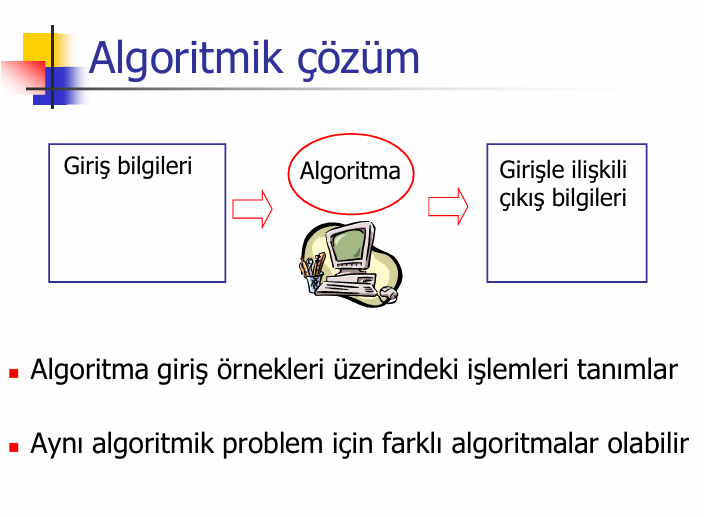 Algoritmik çözüm
Giriş bilgileri
Algoritma
Girişle ilişkili
çıkış bilgileri
Algoritma giriş örnekleri üzerindeki işlemleri tanımlar
Aynı algoritmik problem için farklı algoritmalar olabilir